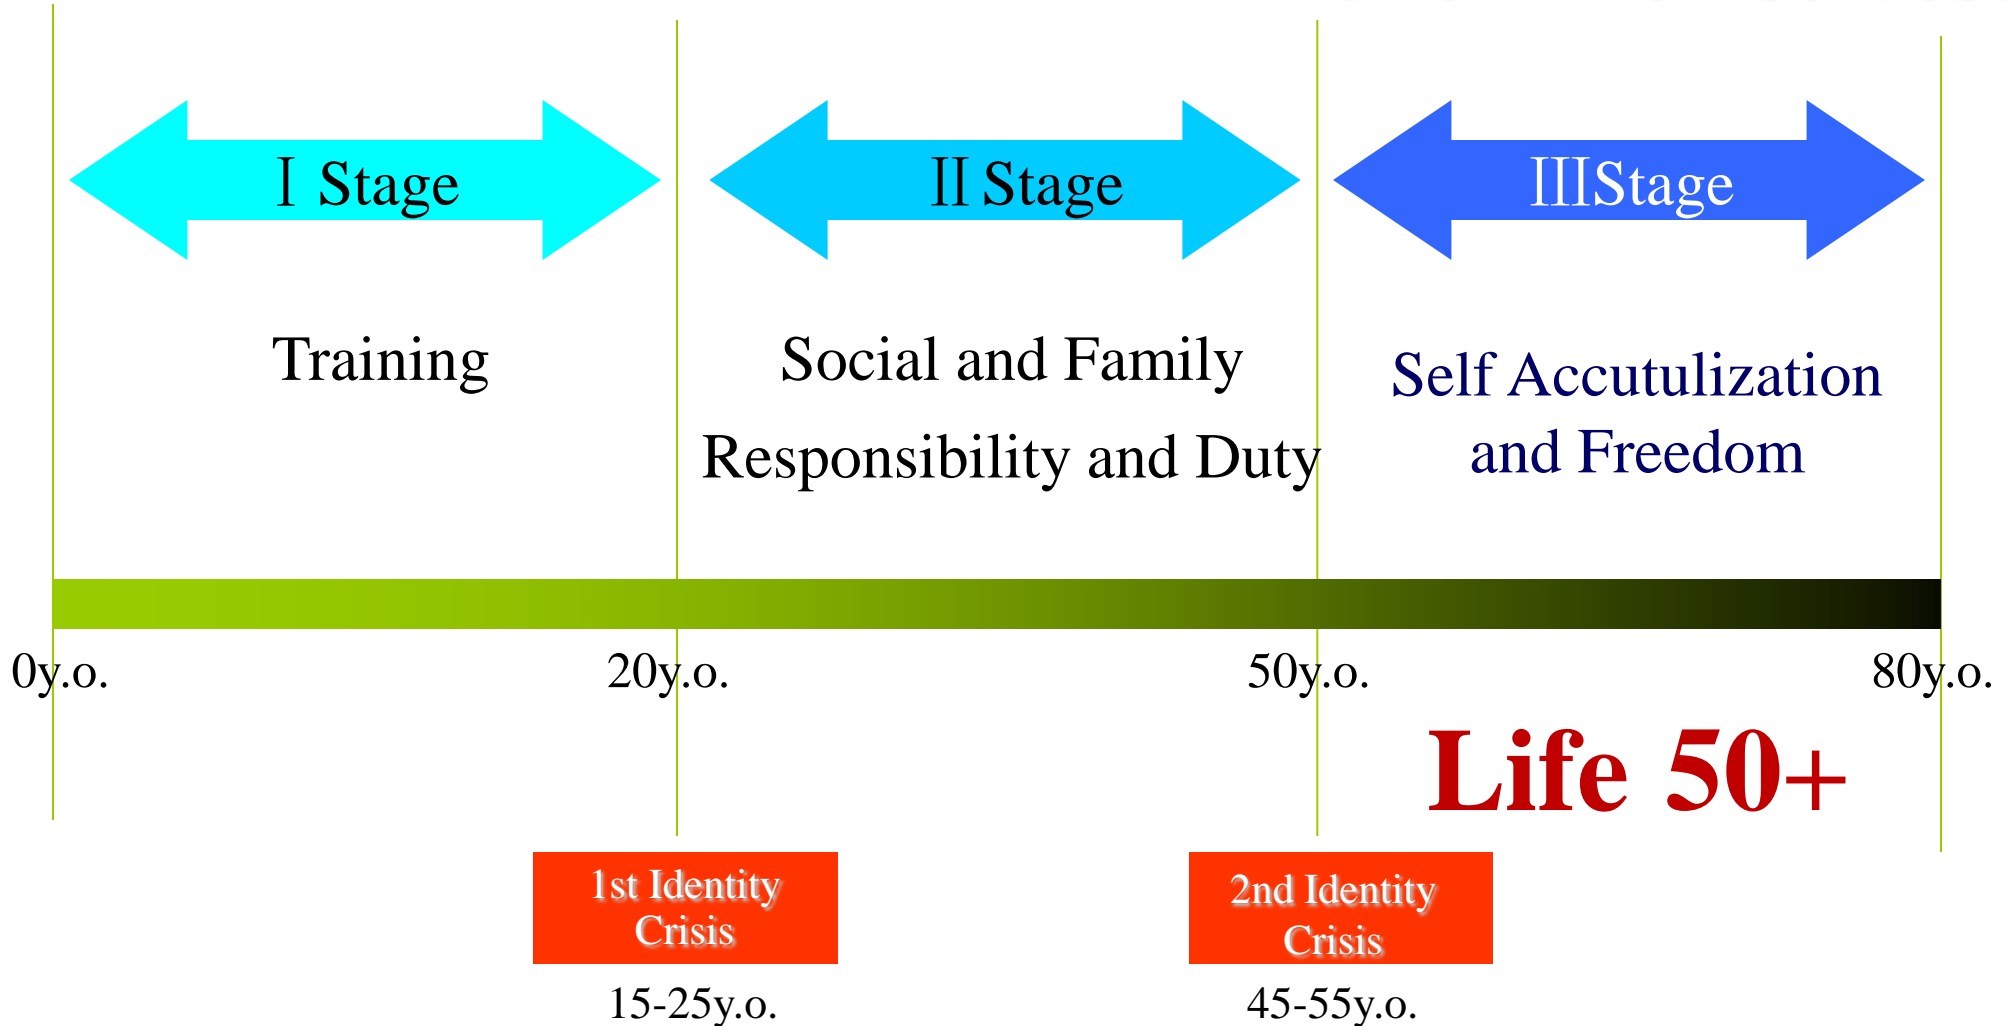 Ⅰ Stage
Ⅱ Stage
ⅢStage
Training
Social and Family
Responsibility and Duty
Self Accutulization
and Freedom
0y.o.
20y.o.
50y.o.
80y.o.
Life 50+
1st Identity
Crisis
2nd Identity
Crisis
15-25y.o.
45-55y.o.